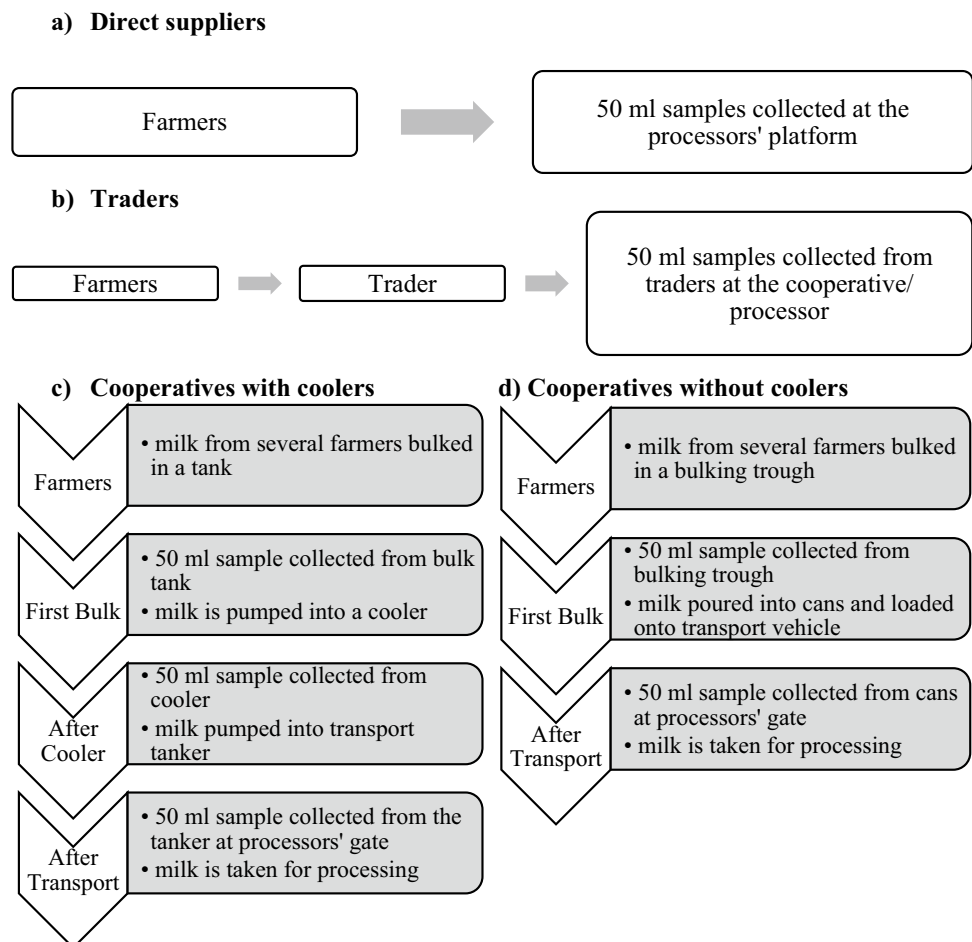 a) Direct suppliers
Farmers
50 ml samples collected at the
processors' platform
b) Traders
Farmers
Trader
50 ml samples collected from
traders at the cooperative/
processor
c) Cooperatives with coolers
Farmers
• milk from several farmers bulked
in a tank
First Bulk
• 50 ml sample collected from bulk
tank
• milk is pumped into a cooler
After
Cooler
• 50 ml sample collected from
cooler
• milk pumped into transport
tanker
After
Transport
• 50 ml sample collected from the
tanker at processors' gate
• milk is taken for processing
d) Cooperatives without coolers
Farmers
• milk from several farmers bulked
in a bulking trough
First Bulk
• 50 ml sample collected from
bulking trough
• milk poured into cans and loaded
onto transport vehicle
After
Transport
• 50 ml sample collected from cans
at processors' gate
• milk is taken for processing